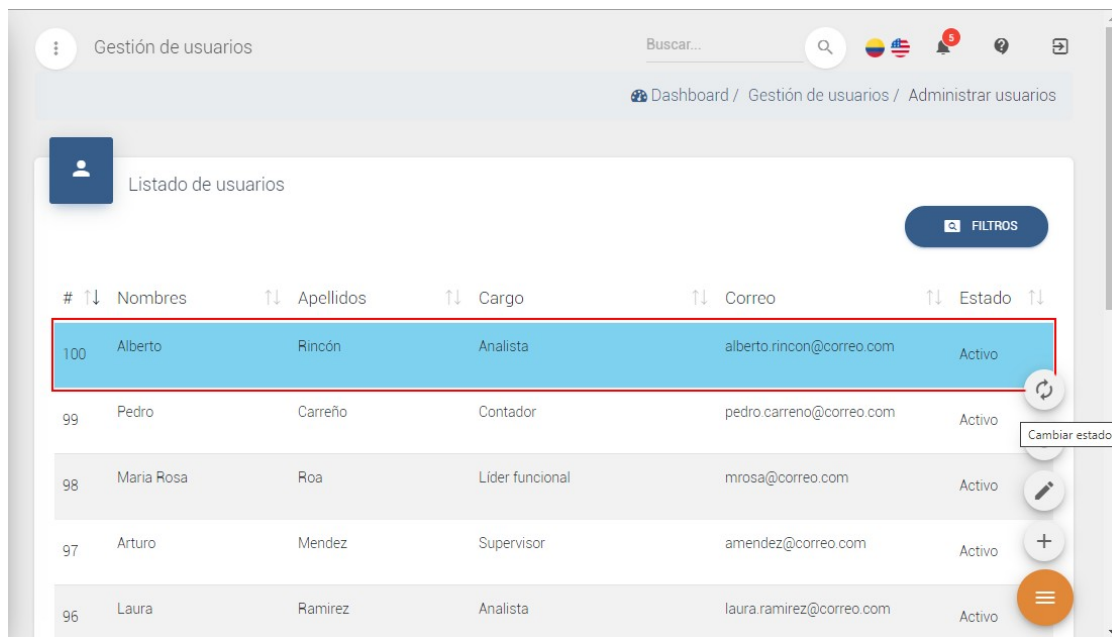 Gestión de usuarios Buscar... 5
Dashboard / Gestión de usuarios / Administrar usuarios
Listado de usuarios
FILTROS
# Nombres Apellidos Cargo Correo Estado
100 Alberto Rincón Analista alberto.rincon@correo.com Activo
99 Pedro Carreño Contador pedro.carreno@correo.com Activo
Cambiar estado
98 Maria Rosa Roa Líder funcional mrosa@correo.com Activo
97 Arturo Mendez Supervisor amendez@correo.com Activo
96 Laura Ramirez Analista laura.ramirez@correo.com Activo